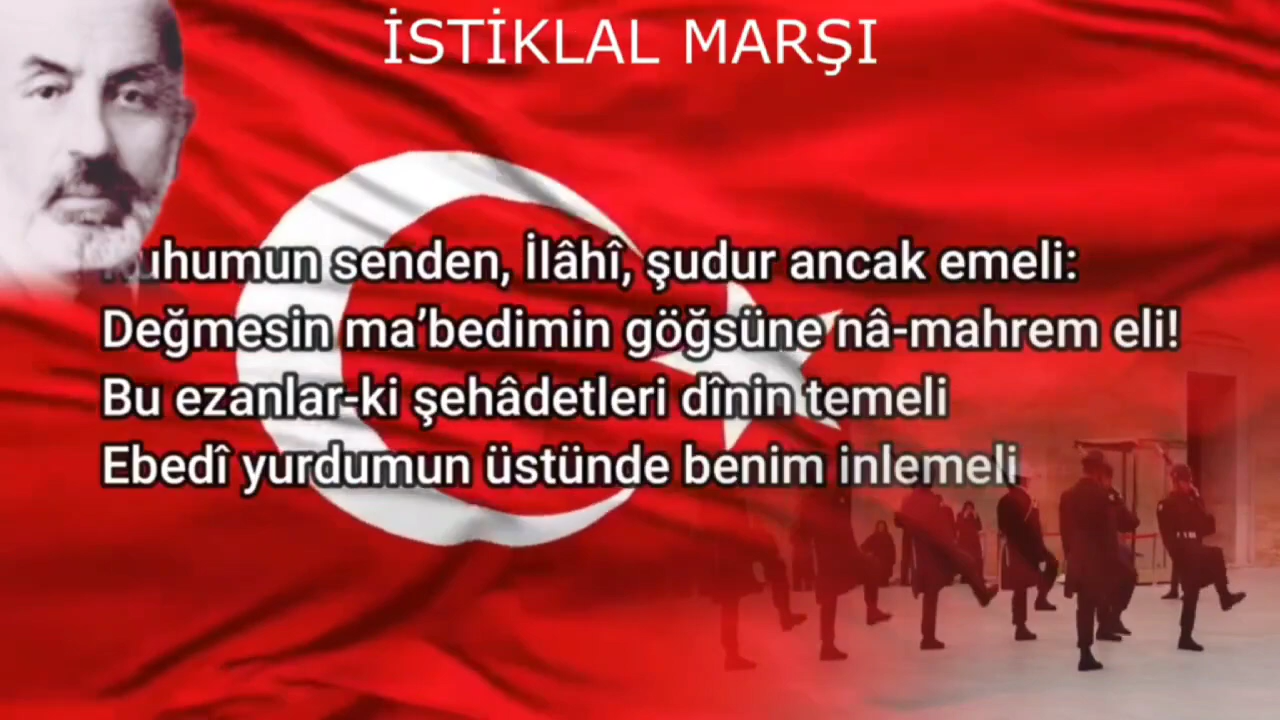 İSTİKLAL MARŞI
Ruhumun senden, İlâhî, şudur ancak emeli:
Değmesin ma’bedimin göğsüne nâ-mahrem eli!
Bu ezanlar-ki şehâdetleri dînin temeli
Ebedî yurdumun üstünde benim inlemeli